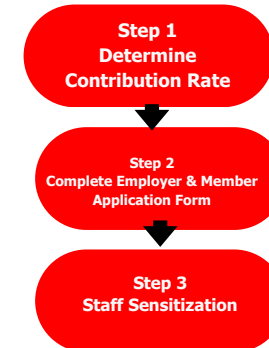 Step 1
Determine
Contribution Rate
Step 2
Complete Employer & Member
Application Form
Step 3
Staff Sensitization